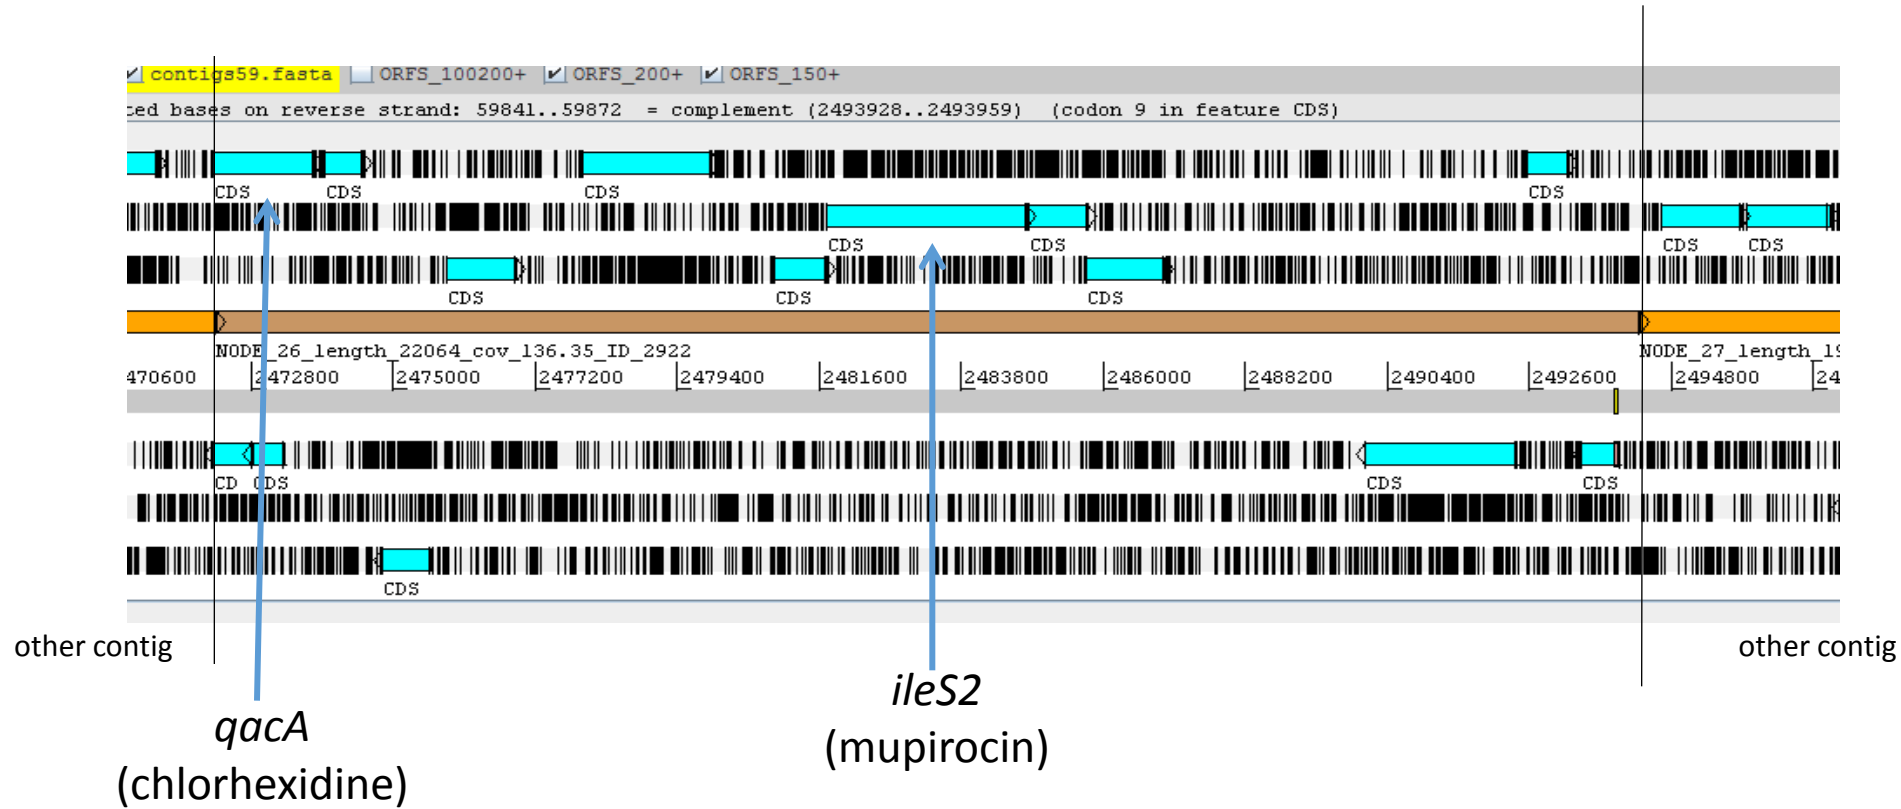 contigs59.fasta ORFS_100200+ ORFS_200+ ORFS_150+
ted bases on reverse strand: 59841..59872 = complement (2493928..2493959) (codon 9 in feature CDS)
CDS CDS CDS CDS
CDS CDS CDS CDS
CDS CDS CDS
NODE_26_length_22064_cov_136.35_ID_2922 NODE_27_length_19
470600 2472800 2475000 2477200 2479400 2481600 2483800 2486000 2488200 2490400 2492600 2494800 24
CD CDS CDS CDS
CDS
other contig other contig
qacA
(chlorhexidine)
ileS2
(mupirocin)